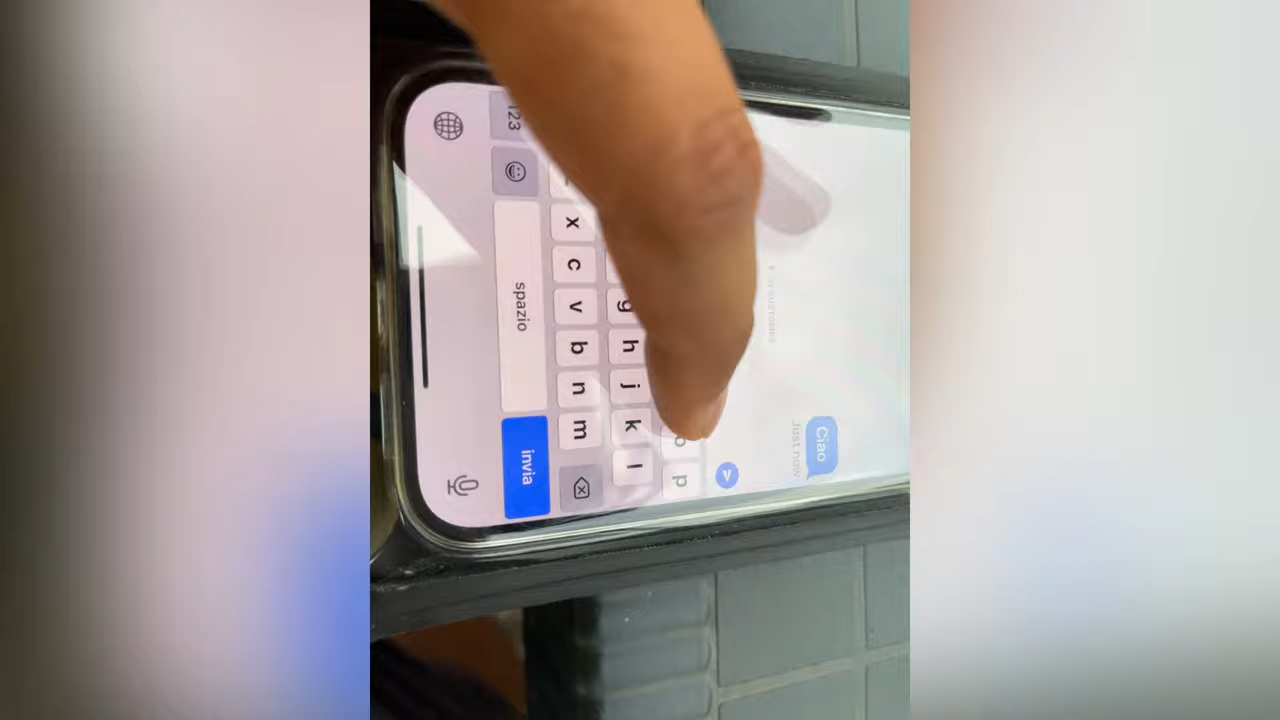 Ciao
Just now
o p
g h j k l
x c v b n m
123 spazio invia